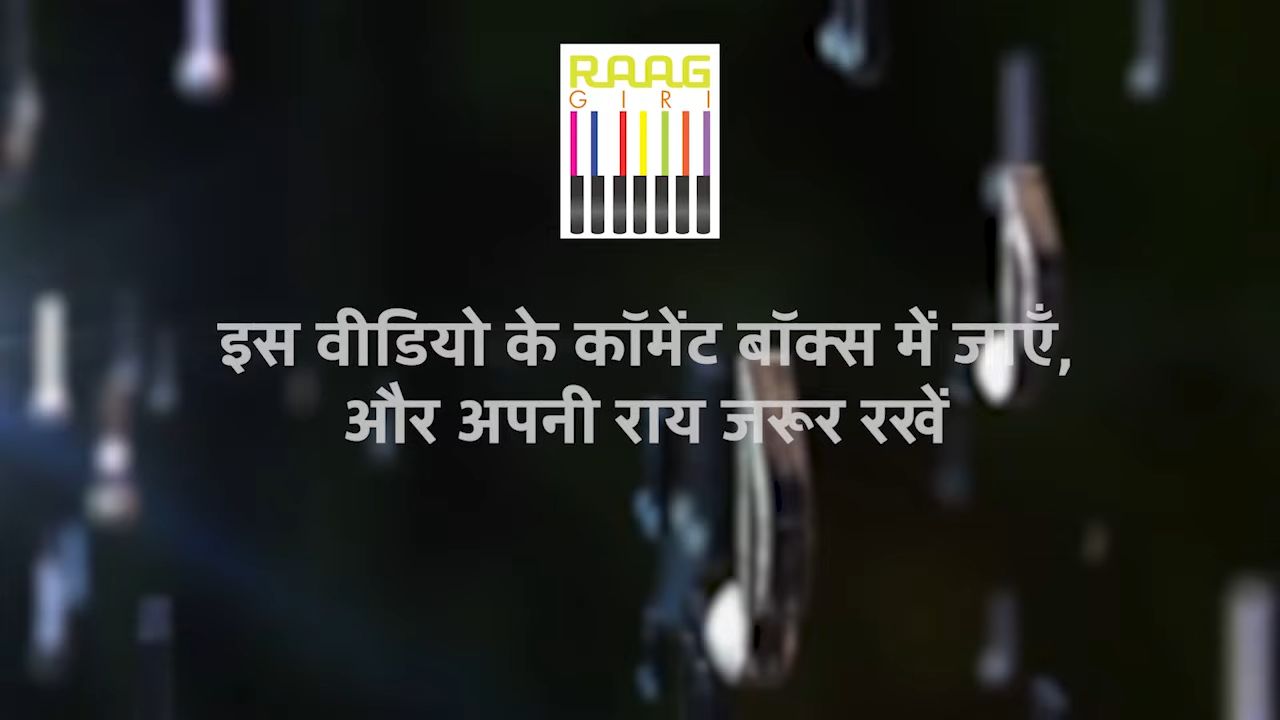 RAAG
GIRI
इस वीडियो के कॉमेंट बॉक्स में जाएँ,
और अपनी राय जरूर रखें